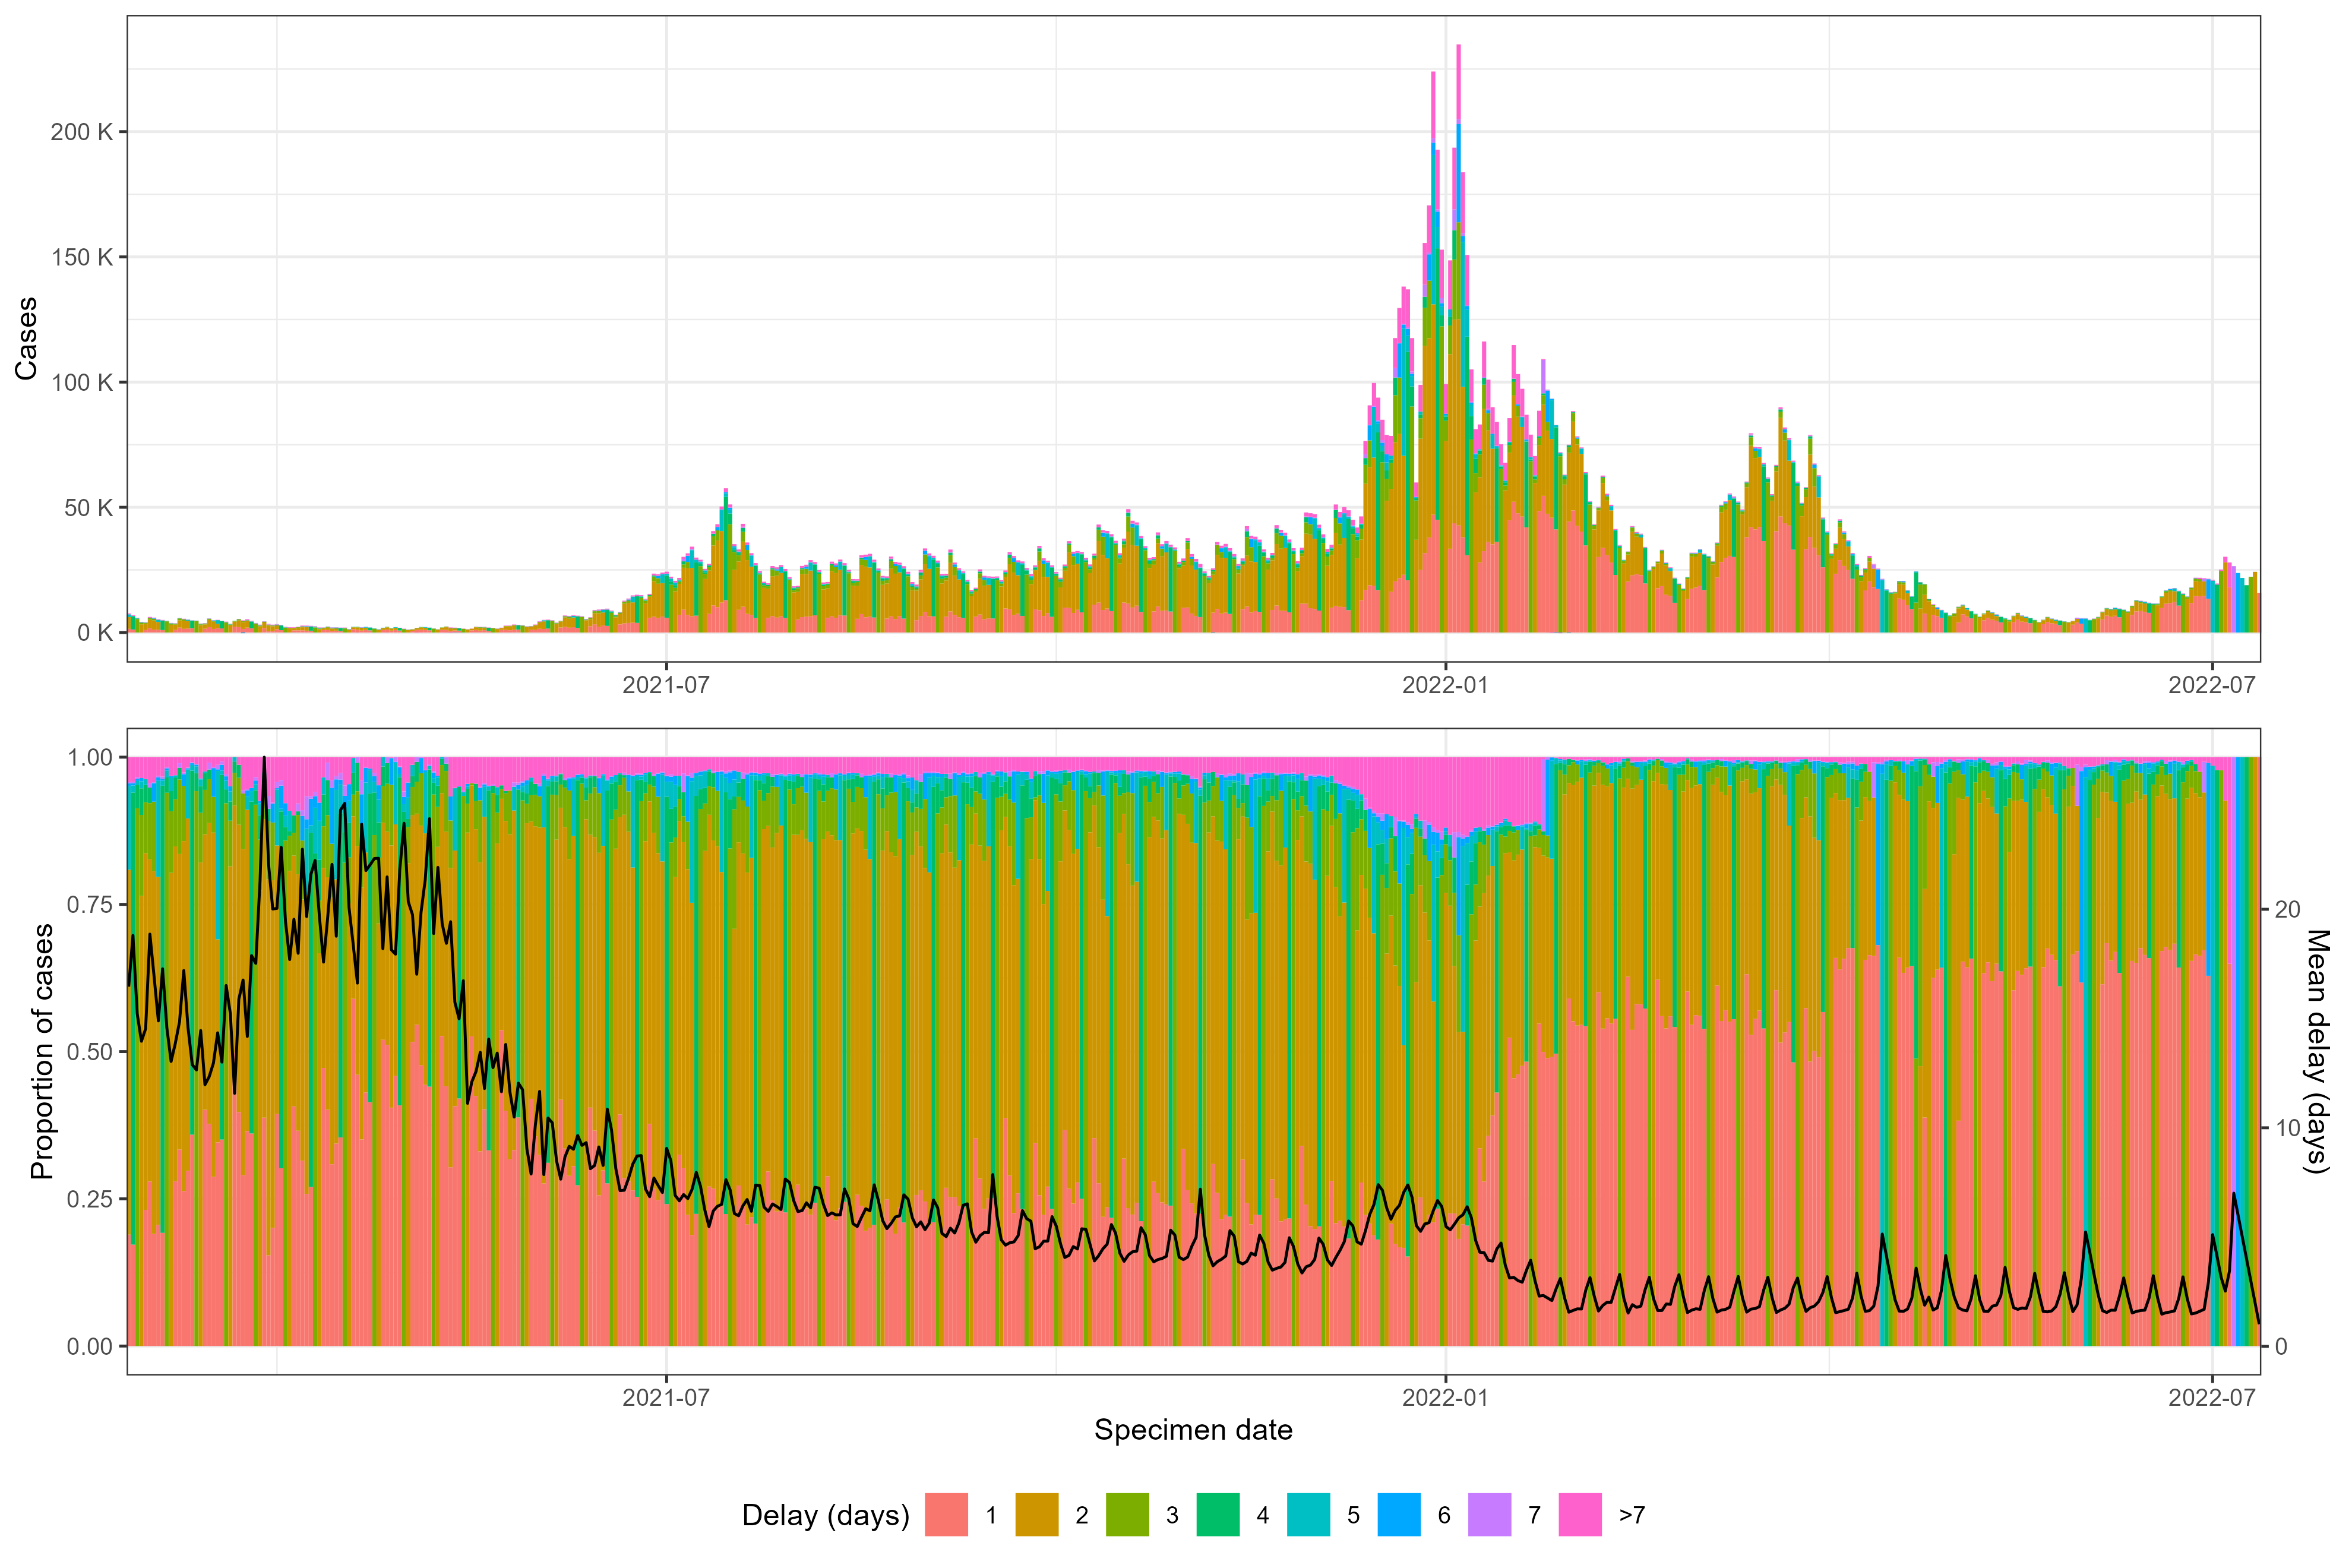 Cases
200 K
150 K
100 K
50 K
0 K
2021-07 2022-01 2022-07
Proportion of cases
1.00
0.75
0.50
0.25
0.00
Mean delay (days)
20
10
0
2021-07 2022-01 2022-07
Specimen date
Delay (days) 1 2 3 4 5 6 7 >7